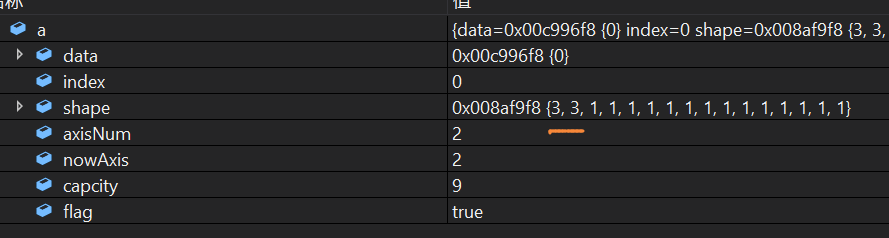 名称 值
a {data=0x00c996f8 {0} index=0 shape=0x008af9f8 {3, 3,
data 0x00c996f8 {0}
index 0
shape 0x008af9f8 {3, 3, 1, 1, 1, 1, 1, 1, 1, 1, 1, 1, 1, 1, 1, 1}
axisNum 2
nowAxis 2
capcity 9
flag true